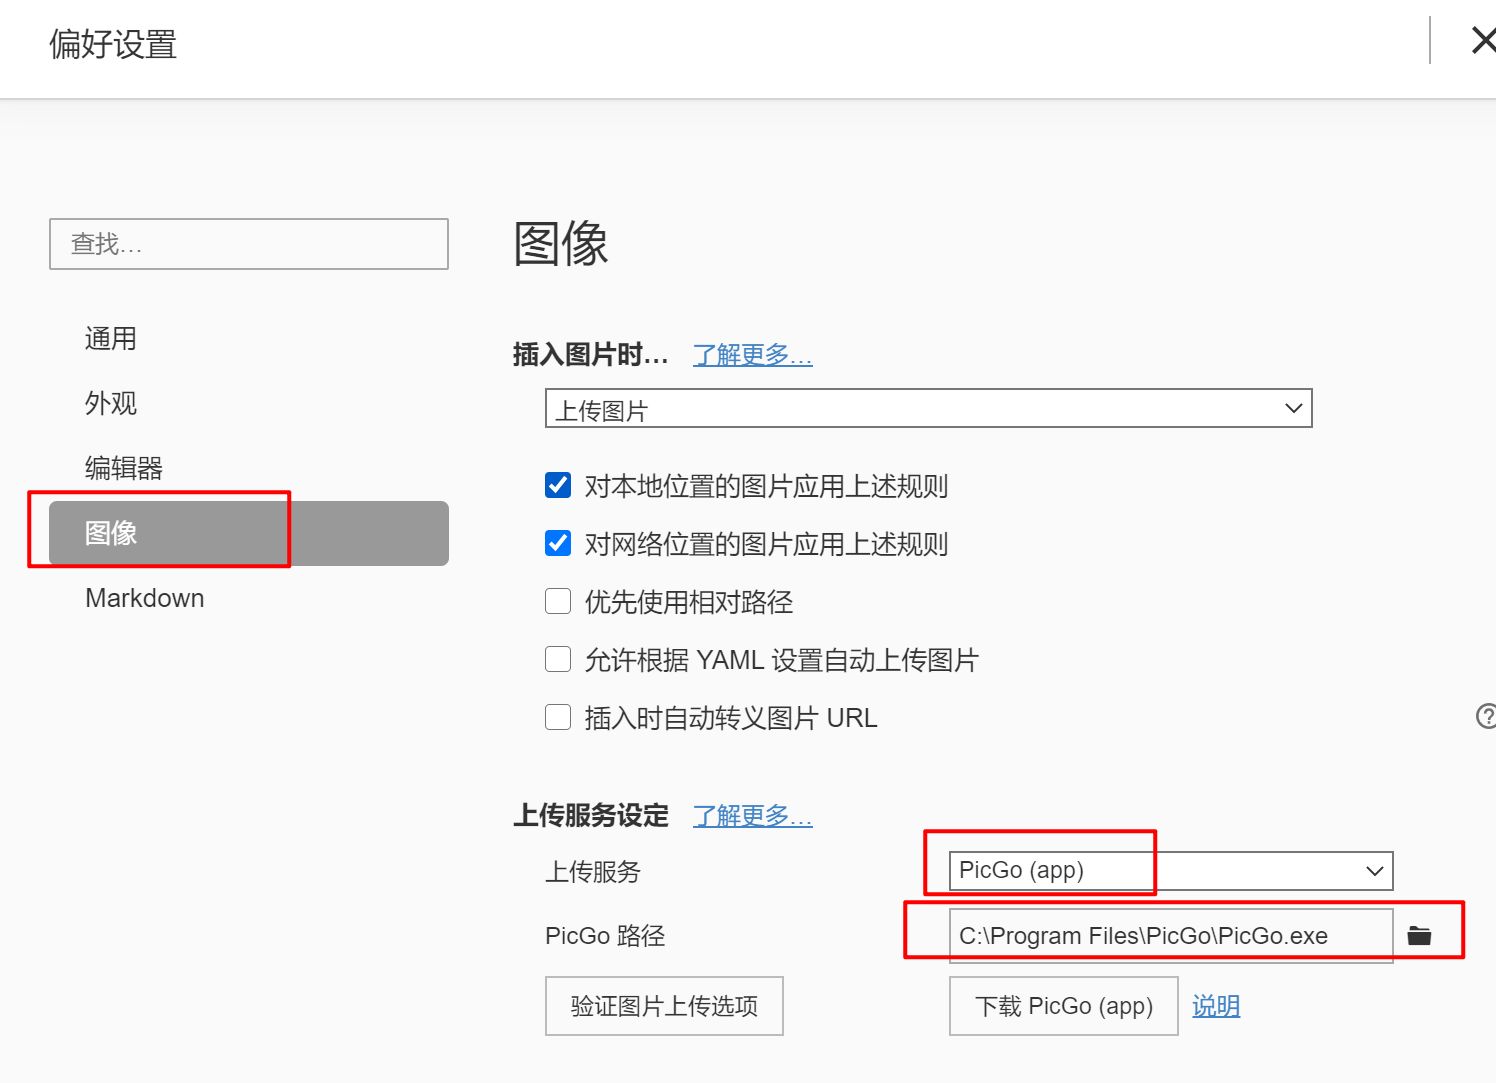 偏好设置
查找…
通用
外观
编辑器
图像
Markdown
图像
插入图片时… 了解更多…
上传图片
对本地位置的图片应用上述规则
对网络位置的图片应用上述规则
优先使用相对路径
允许根据 YAML 设置自动上传图片
插入时自动转义图片 URL
上传服务设定 了解更多…
上传服务 PicGo (app)
PicGo 路径 C:\Program Files\PicGo\PicGo.exe
验证图片上传选项 下载 PicGo (app) 说明